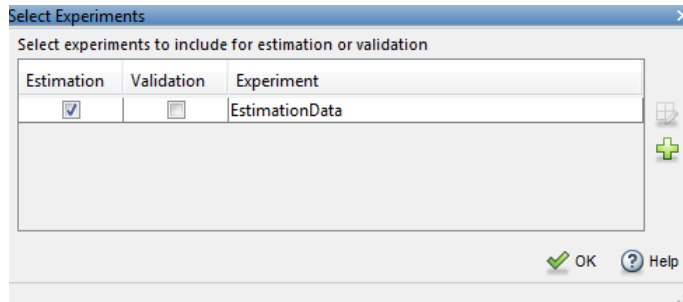 Select Experiments
Select experiments to include for estimation or validation
Estimation Validation Experiment
EstimationData
OK Help